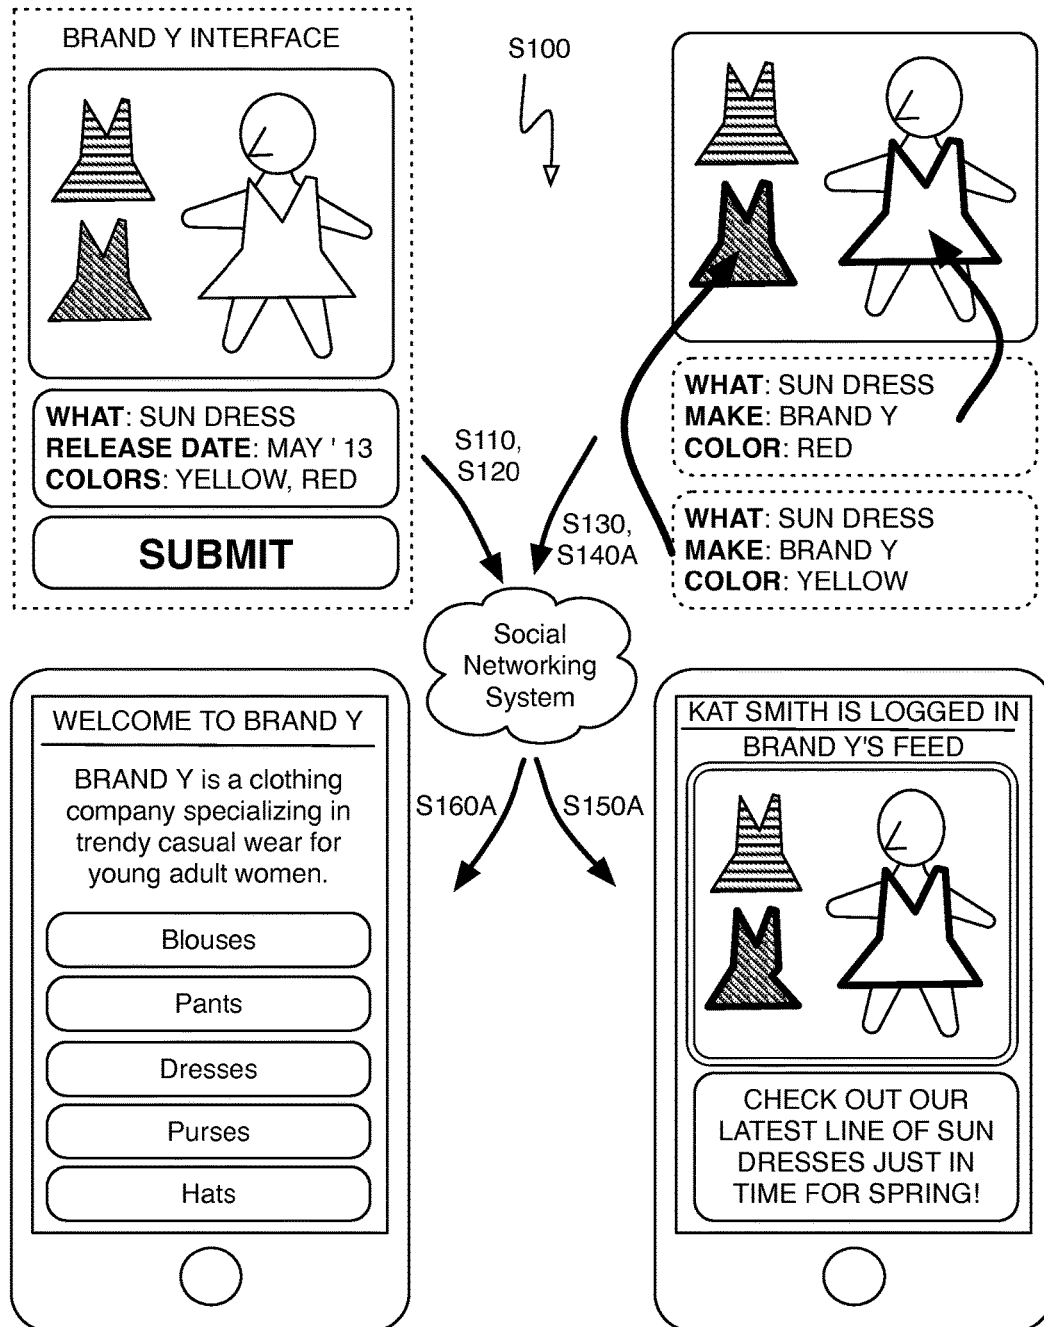 BRAND Y INTERFACE
S100
WHAT: SUN DRESS
RELEASE DATE: MAY ' 13
COLORS: YELLOW, RED
SUBMIT
WHAT: SUN DRESS
MAKE: BRAND Y
COLOR: RED
WHAT: SUN DRESS
MAKE: BRAND Y
COLOR: YELLOW
S110,
S120
S130,
S140A
Social
Networking
System
S160A
S150A
WELCOME TO BRAND Y
BRAND Y is a clothing
company specializing in
trendy casual wear for
young adult women.
Blouses
Pants
Dresses
Purses
Hats
KAT SMITH IS LOGGED IN
BRAND Y'S FEED
CHECK OUT OUR
LATEST LINE OF SUN
DRESSES JUST IN
TIME FOR SPRING!